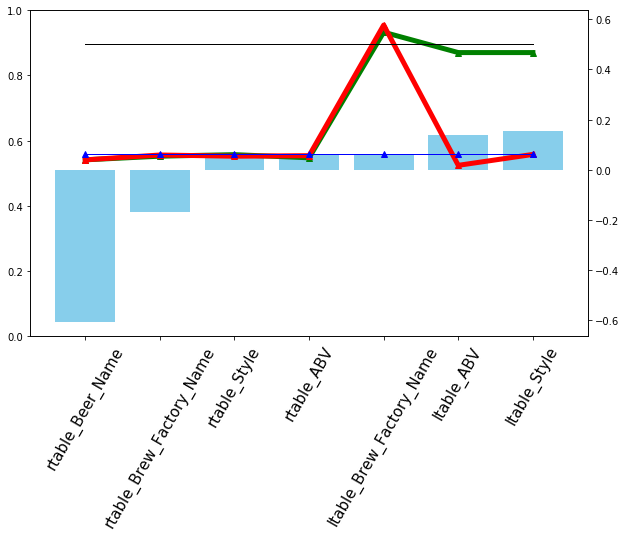 1.0
0.8
0.6
0.4
0.2
0.0
0.6
0.4
0.2
0.0
−0.2
−0.4
−0.6
rtable_Beer_Name
rtable_Brew_Factory_Name
rtable_Style
rtable_ABV
ltable_Brew_Factory_Name
ltable_ABV
ltable_Style